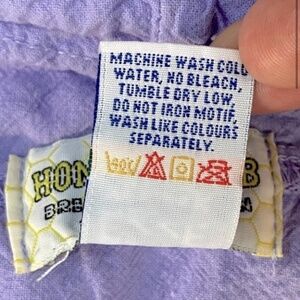 MACHINE WASH COLD
WATER, NO BLEACH,
TUMBLE DRY LOW,
DO NOT IRON MOTIF,
WASH LIKE COLOURS
SEPARATELY.